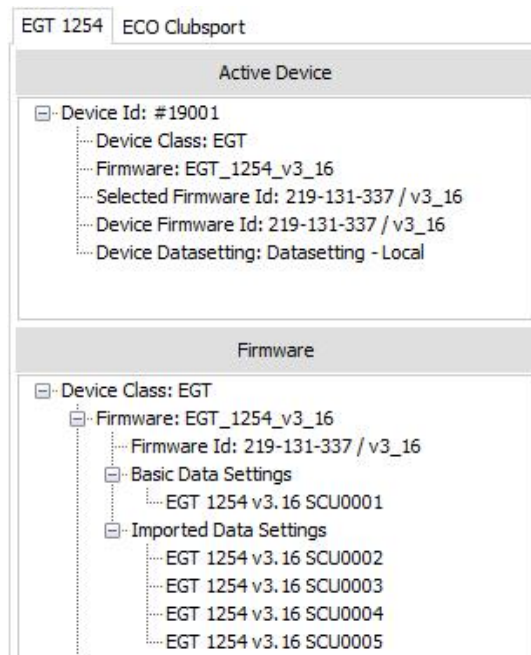 EGT 1254 ECO Clubsport
Active Device
Device Id: #19001
Device Class: EGT
Firmware: EGT_1254_v3_16
Selected Firmware Id: 219-131-337 / v3_16
Device Firmware Id: 219-131-337 / v3_16
Device Datasetting: Datasetting - Local
Firmware
Device Class: EGT
Firmware: EGT_1254_v3_16
Firmware Id: 219-131-337 / v3_16
Basic Data Settings
EGT 1254 v3.16 SCU0001
Imported Data Settings
EGT 1254 v3.16 SCU0002
EGT 1254 v3.16 SCU0003
EGT 1254 v3.16 SCU0004
EGT 1254 v3.16 SCU0005